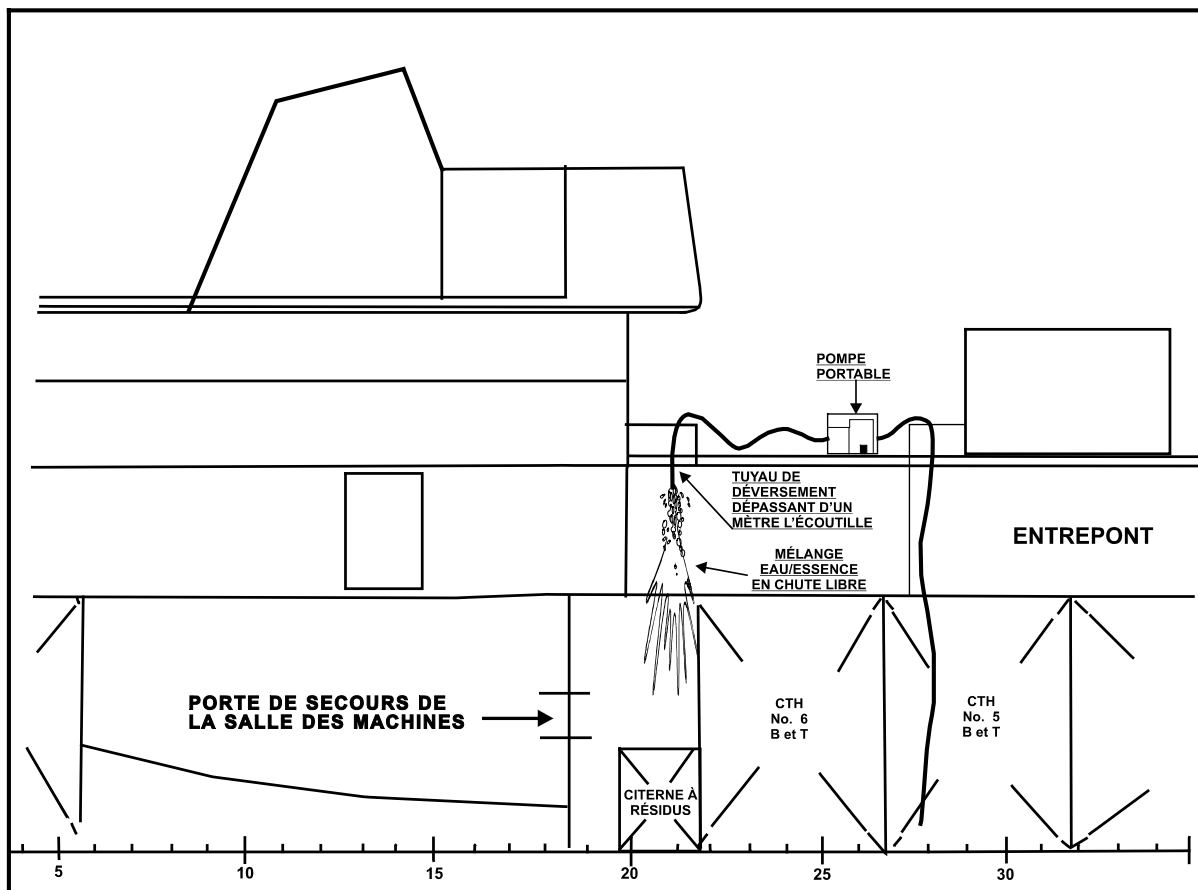 POMPE
PORTABLE
TUYAU DE
DÉVERSEMENT
DÉPASSANT D'UN
MÈTRE L'ÉCOUTILLE
ENTREPONT
MÉLANGE
EAU/ESSENCE
EN CHUTE LIBRE
PORTE DE SECOURS DE
LA SALLE DES MACHINES
CTH
No. 6
B et T
CTH
No. 5
B et T
CITERNE À
RÉSIDUS
5 10 15 20 25 30